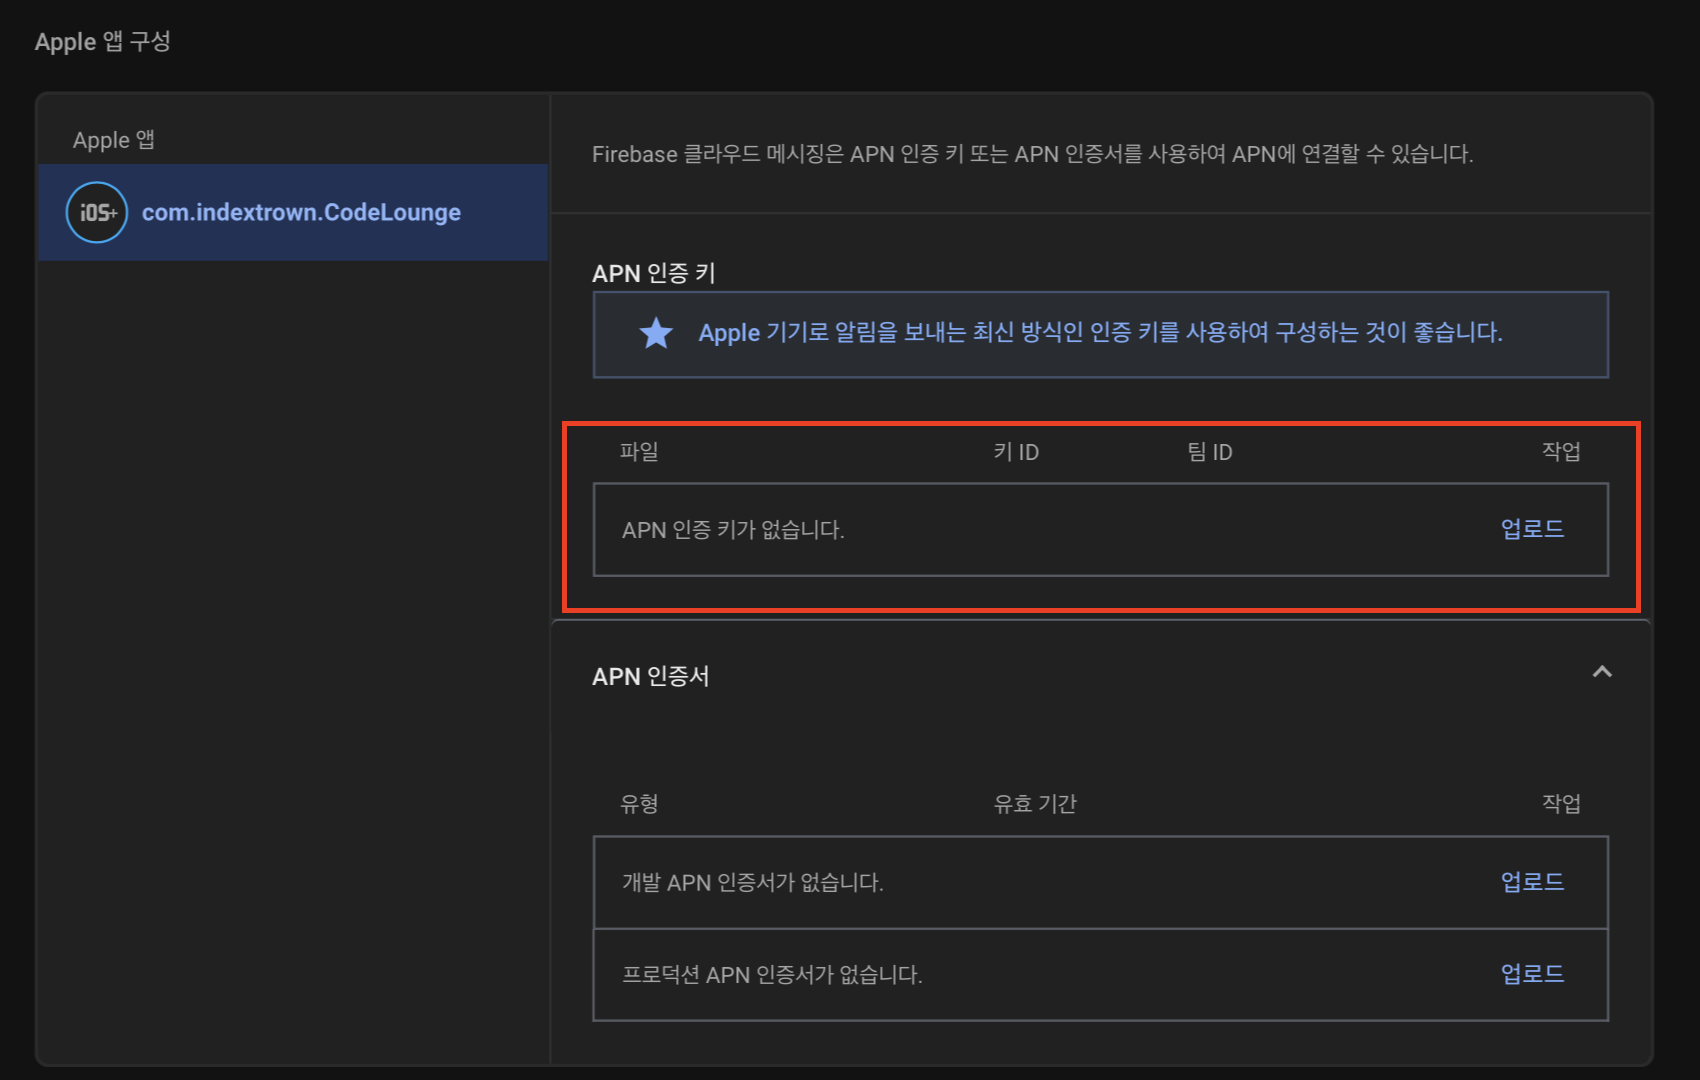 Apple 앱 구성
Apple 앱
iOS+
com.indextrown.CodeLounge
Firebase 클라우드 메시징은 APN 인증 키 또는 APN 인증서를 사용하여 APN에 연결할 수 있습니다.
APN 인증 키
Apple 기기로 알림을 보내는 최신 방식인 인증 키를 사용하여 구성하는 것이 좋습니다.
파일 키 ID 팀 ID 작업
APN 인증 키가 없습니다. 업로드
APN 인증서
유형 유효 기간 작업
개발 APN 인증서가 없습니다. 업로드
프로덕션 APN 인증서가 없습니다. 업로드